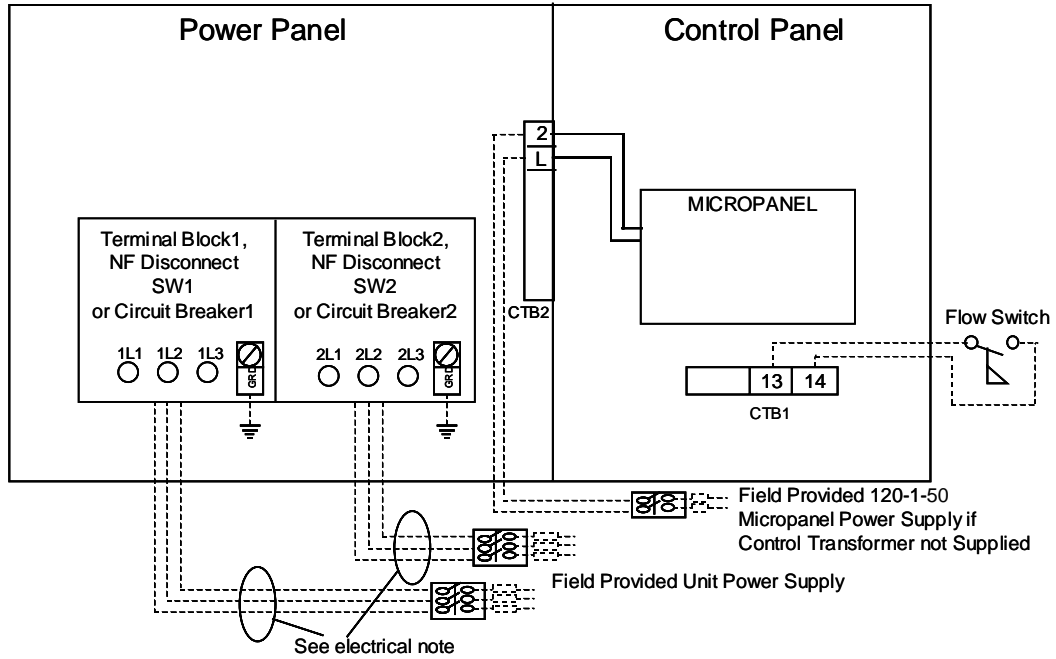 Power Panel
Control Panel
2
L
MICROPANEL
Terminal Block1,
NF Disconnect
SW1
or Circuit Breaker1
Terminal Block2,
NF Disconnect
SW2
or Circuit Breaker2
CTB2
Flow Switch
1L1 1L2 1L3
GRD
2L1 2L2 2L3
GRD
13 14
CTB1
Field Provided 120-1-50
Micropanel Power Supply if
Control Transformer not Supplied
Field Provided Unit Power Supply
See electrical note